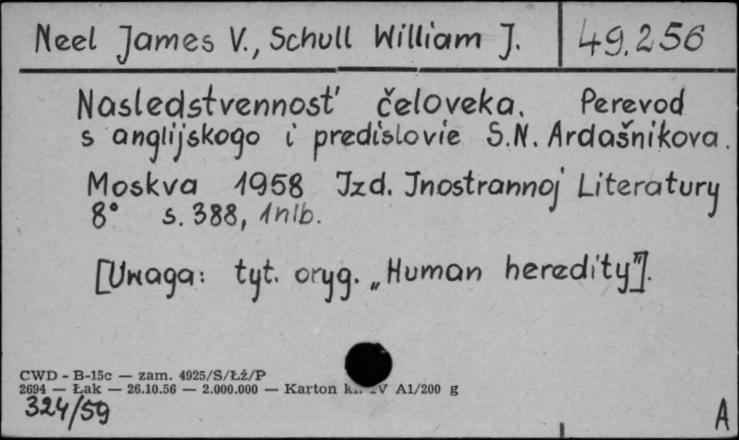 Neel James V., Schull William J. 49.256
Nasledstvennost' čeloveka. Perevod
s anglijskogo i predislovie S.N. Ardašnikova.
Moskva 1958 Izd. Inostrannoj Literatury
8° s. 388, 1nlb.
[Uwaga: tyt. oryg. „Human heredity"].
CWD - B-15c — zam. 4925/S/Łź/P
2694 — Łak — 26.10.56 — 2.000.000 — Karton A1/200 g
324/59
A